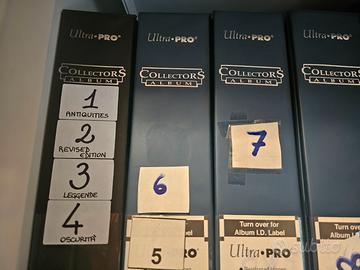 Ultra·PRO®
COLLECTORS
ALBUM
1
ANTIQUITIES
2
REVISED
EDITION
3
LEGGENDE
4
OSCURITÀ
Ultra·PRO®
COLLECTORS
ALBUM
6
5
Ultra·PRO
Ultra·PRO®
COLLECTORS
ALBUM
7
Turn over for
Album I.D. Label
Ultra·PRO
Ultra·PRO
COLLECTORS
ALBUM
Turn over
Album I.D.